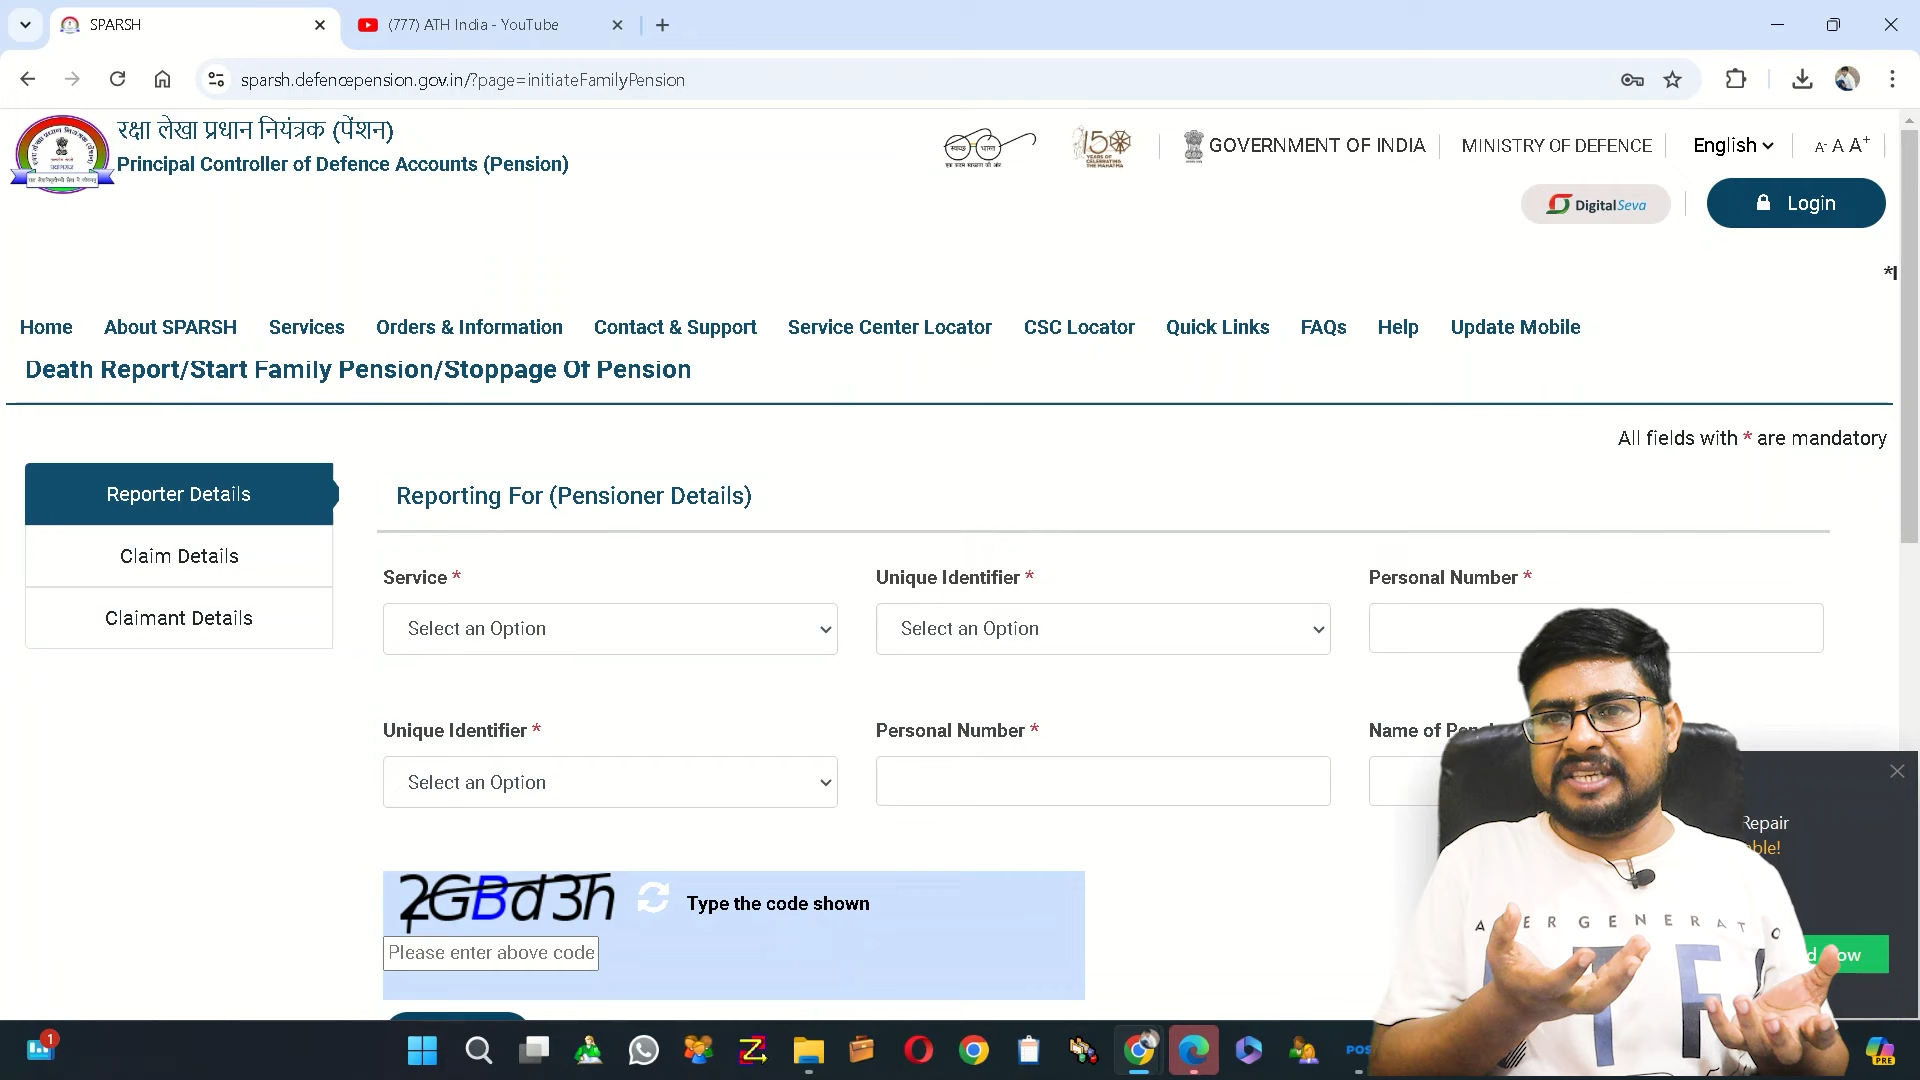 SPARSH
(777) ATH India - YouTube
sparsh.defencepension.gov.in/?page=initiateFamilyPension
रक्षा लेखा प्रधान नियंत्रक (पेंशन)
Principal Controller of Defence Accounts (Pension)
GOVERNMENT OF INDIA
MINISTRY OF DEFENCE
English
A- A A+
DigitalSeva
Login
*
Home About SPARSH Services Orders & Information Contact & Support Service Center Locator CSC Locator Quick Links FAQs Help Update Mobile
Death Report/Start Family Pension/Stoppage Of Pension
All fields with * are mandatory
Reporter Details
Claim Details
Claimant Details
Reporting For (Pensioner Details)
Service * Unique Identifier * Personal Number *
Select an Option Select an Option
Unique Identifier * Personal Number * Name of
Select an Option
2GBd3h
Type the code shown
Please enter above code
Repair
1
PRE